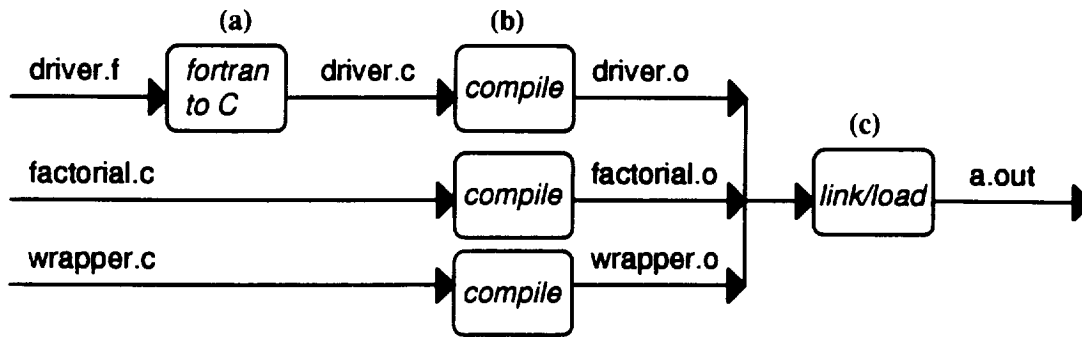 (a)
(b)
driver.f
fortran
to C
driver.c
compile
driver.o
(c)
factorial.c
compile
factorial.o
link/load
a.out
wrapper.c
compile
wrapper.o